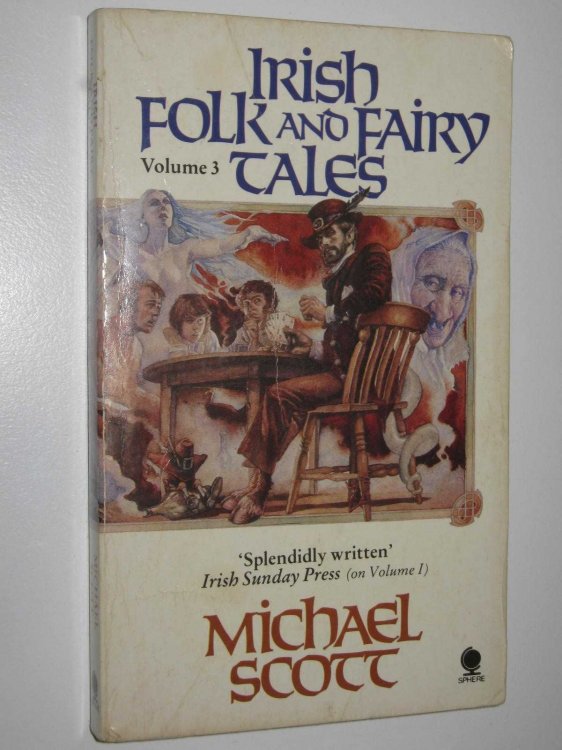 Irish
Folk and Fairy
Volume 3
Tales
'Splendidly written'
Irish Sunday Press (on Volume I)
Michael
Scott
SPHERE